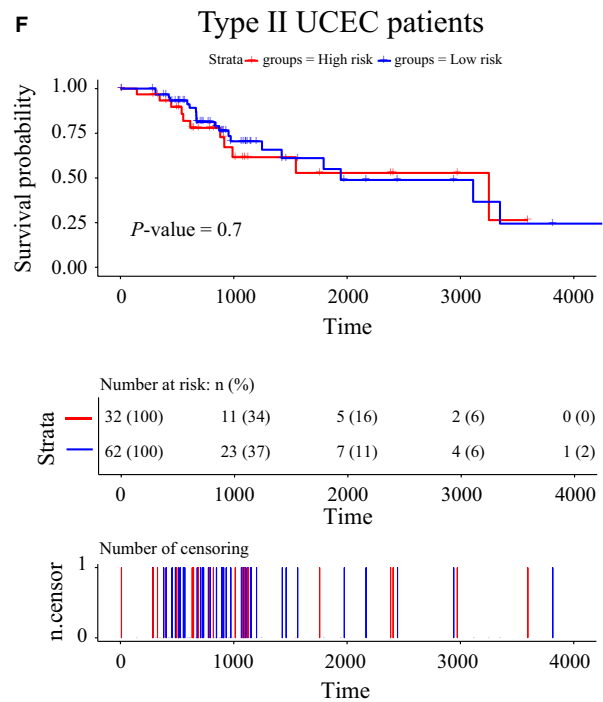 F
Type II UCEC patients
Strata groups = High risk groups = Low risk
Survival probability
1.00
0.75
0.50
0.25
0.00
P-value = 0.7
0 1000 2000 3000 4000
Time
Number at risk: n (%)
Strata
32 (100) 11 (34) 5 (16) 2 (6) 0 (0)
62 (100) 23 (37) 7 (11) 4 (6) 1 (2)
0 1000 2000 3000 4000
Time
Number of censoring
n.censor
1
0
0 1000 2000 3000 4000
Time